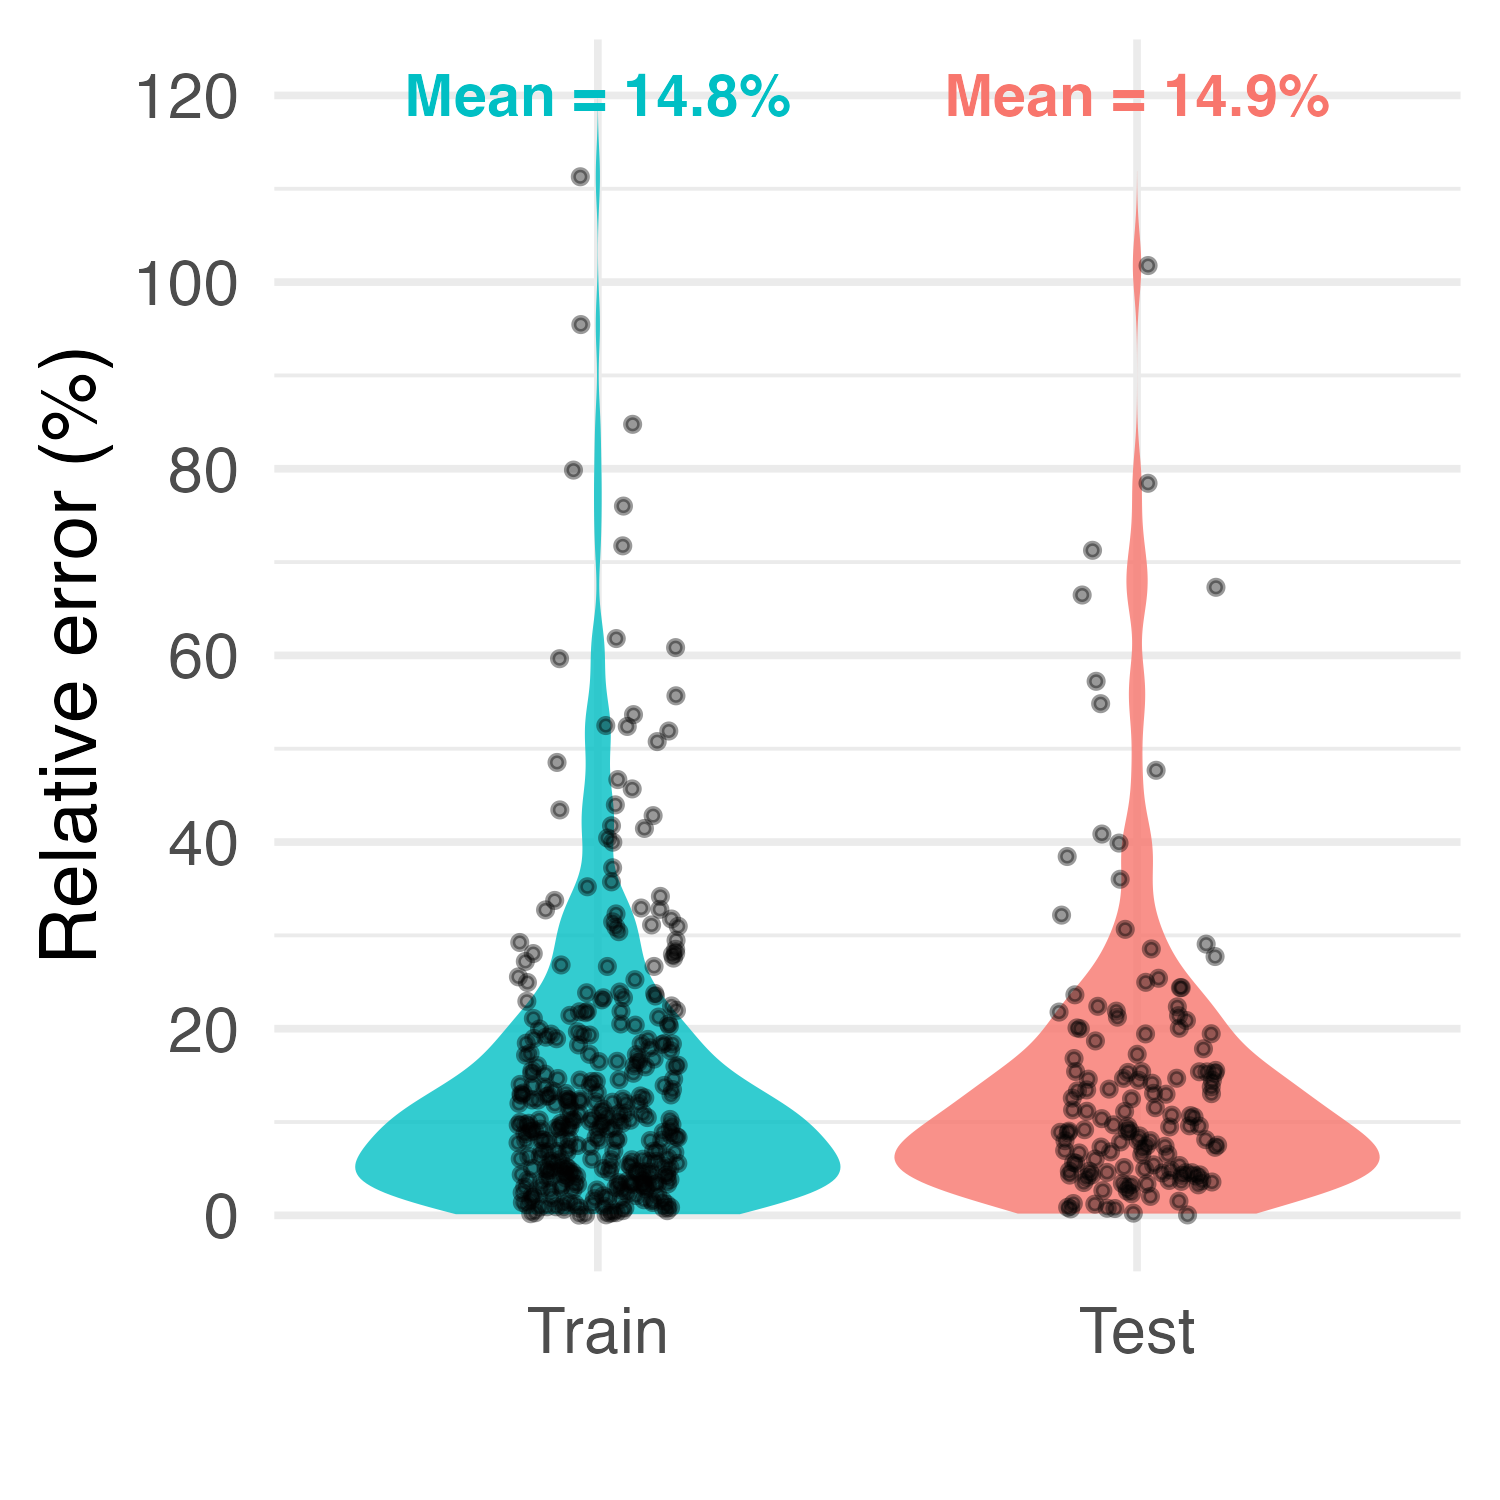 Mean = 14.8% Mean = 14.9%
120
100
80
60
40
20
0
Relative error (%)
Train Test